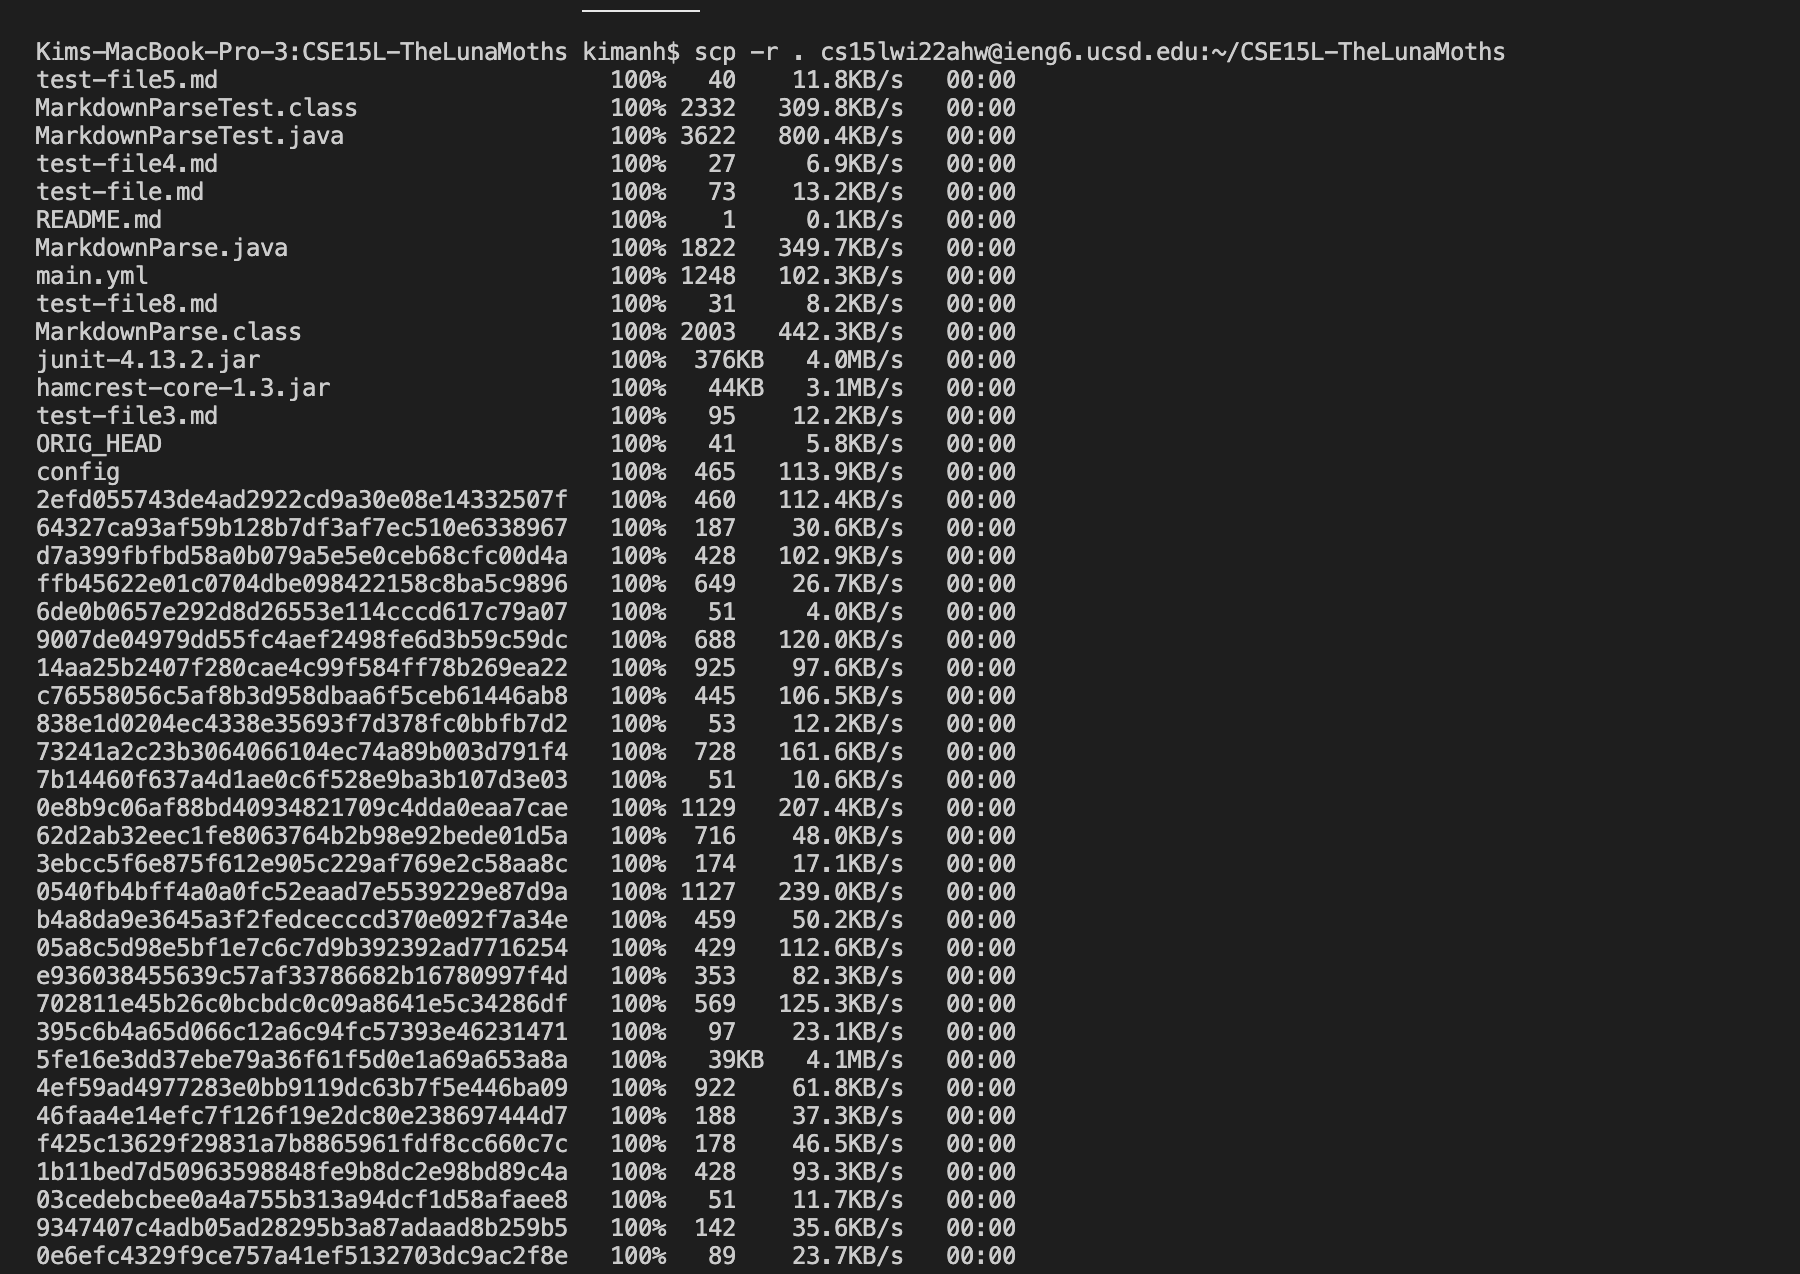 Kims-MacBook-Pro-3:CSE15L-TheLunaMoths kimanh$ scp -r . cs15lwi22ahw@ieng6.ucsd.edu:~/CSE15L-TheLunaMoths
test-file5.md 100% 40 11.8KB/s 00:00
MarkdownParseTest.class 100% 2332 309.8KB/s 00:00
MarkdownParseTest.java 100% 3622 800.4KB/s 00:00
test-file4.md 100% 27 6.9KB/s 00:00
test-file.md 100% 73 13.2KB/s 00:00
README.md 100% 1 0.1KB/s 00:00
MarkdownParse.java 100% 1822 349.7KB/s 00:00
main.yml 100% 1248 102.3KB/s 00:00
test-file8.md 100% 31 8.2KB/s 00:00
MarkdownParse.class 100% 2003 442.3KB/s 00:00
junit-4.13.2.jar 100% 376KB 4.0MB/s 00:00
hamcrest-core-1.3.jar 100% 44KB 3.1MB/s 00:00
test-file3.md 100% 95 12.2KB/s 00:00
ORIG_HEAD 100% 41 5.8KB/s 00:00
config 100% 465 113.9KB/s 00:00
2efd055743de4ad2922cd9a30e08e14332507f 100% 460 112.4KB/s 00:00
64327ca93af59b128b7df3af7ec510e6338967 100% 187 30.6KB/s 00:00
d7a399fbfbd58a0b079a5e5e0ceb68cfc00d4a 100% 428 102.9KB/s 00:00
ffb45622e01c0704dbe098422158c8ba5c9896 100% 649 26.7KB/s 00:00
6de0b0657e292d8d26553e114cccd617c79a07 100% 51 4.0KB/s 00:00
9007de04979dd55fc4aef2498fe6d3b59c59dc 100% 688 120.0KB/s 00:00
14aa25b2407f280cae4c99f584ff78b269ea22 100% 925 97.6KB/s 00:00
c76558056c5af8b3d958dbaa6f5ceb61446ab8 100% 445 106.5KB/s 00:00
838e1d0204ec4338e35693f7d378fc0bbfb7d2 100% 53 12.2KB/s 00:00
73241a2c23b3064066104ec74a89b003d791f4 100% 728 161.6KB/s 00:00
7b14460f637a4d1ae0c6f528e9ba3b107d3e03 100% 51 10.6KB/s 00:00
0e8b9c06af88bd40934821709c4dda0eaa7cae 100% 1129 207.4KB/s 00:00
62d2ab32eec1fe8063764b2b98e92bede01d5a 100% 716 48.0KB/s 00:00
3ebcc5f6e875f612e905c229af769e2c58aa8c 100% 174 17.1KB/s 00:00
0540fb4bff4a0a0fc52eaad7e5539229e87d9a 100% 1127 239.0KB/s 00:00
b4a8da9e3645a3f2fedcecccd370e092f7a34e 100% 459 50.2KB/s 00:00
05a8c5d98e5bf1e7c6c7d9b392392ad7716254 100% 429 112.6KB/s 00:00
e936038455639c57af33786682b16780997f4d 100% 353 82.3KB/s 00:00
702811e45b26c0bcbdc0c09a8641e5c34286df 100% 569 125.3KB/s 00:00
395c6b4a65d066c12a6c94fc57393e46231471 100% 97 23.1KB/s 00:00
5fe16e3dd37ebe79a36f61f5d0e1a69a653a8a 100% 39KB 4.1MB/s 00:00
4ef59ad4977283e0bb9119dc63b7f5e446ba09 100% 922 61.8KB/s 00:00
46faa4e14efc7f126f19e2dc80e238697444d7 100% 188 37.3KB/s 00:00
f425c13629f29831a7b8865961fdf8cc660c7c 100% 178 46.5KB/s 00:00
1b11bed7d50963598848fe9b8dc2e98bd89c4a 100% 428 93.3KB/s 00:00
03cedebcbee0a4a755b313a94dcf1d58afaee8 100% 51 11.7KB/s 00:00
9347407c4adb05ad28295b3a87adaad8b259b5 100% 142 35.6KB/s 00:00
0e6efc4329f9ce757a41ef5132703dc9ac2f8e 100% 89 23.7KB/s 00:00